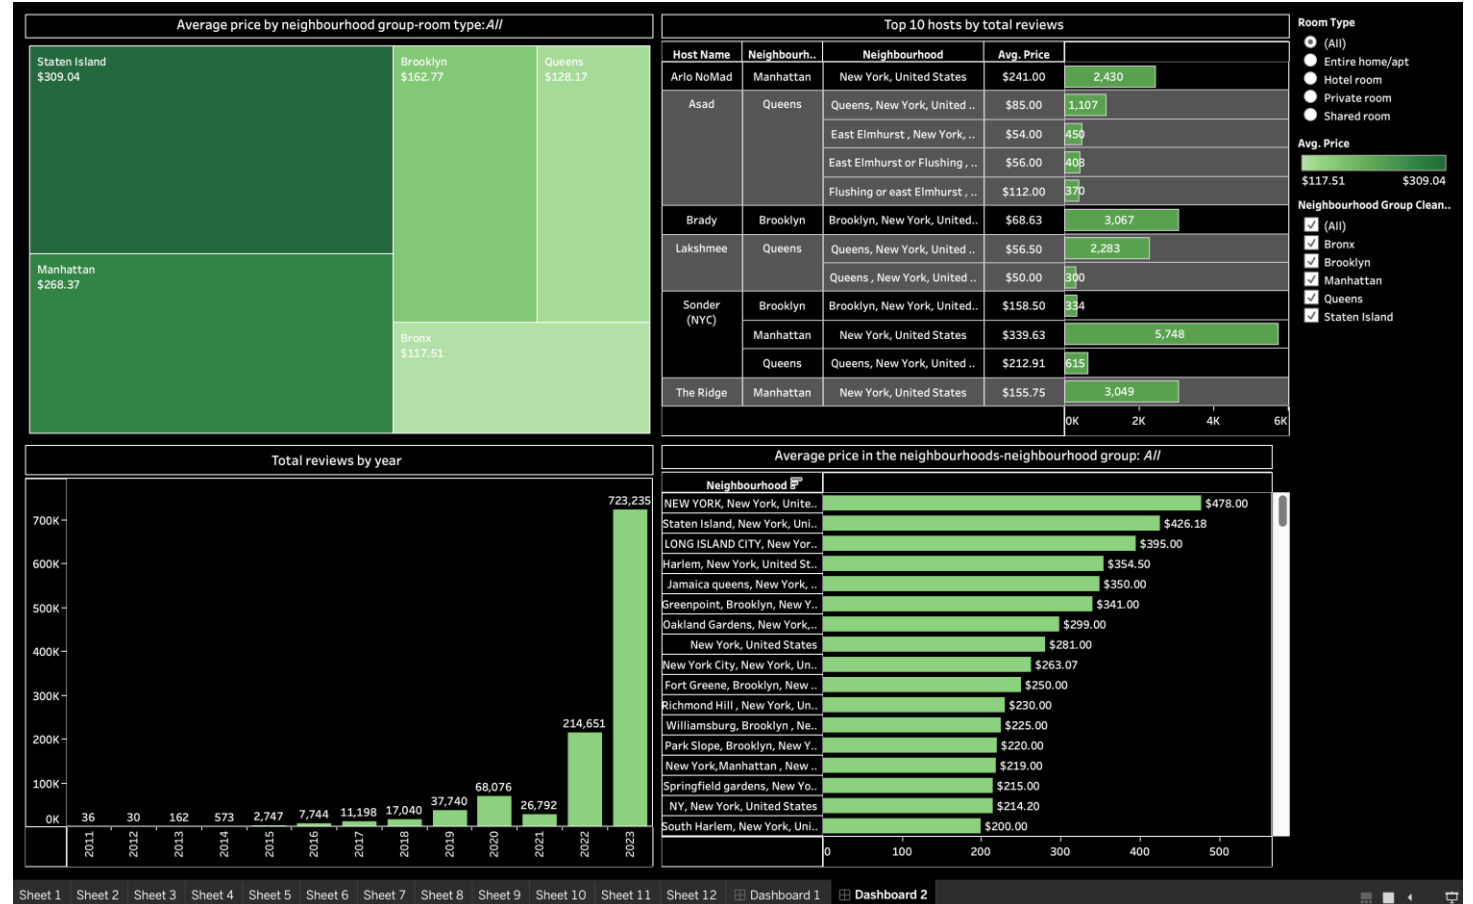 Average price by neighbourhood group-room type:All
Staten Island
$309.04
Brooklyn
$162.77
Queens
$128.17
Manhattan
$268.37
Bronx
$117.51
Top 10 hosts by total reviews
Host Name Neighbourh.. Neighbourhood Avg. Price
Arlo NoMad Manhattan New York, United States $241.00 2,430
Asad Queens Queens, New York, United .. $85.00 1,107
East Elmhurst , New York, .. $54.00 450
East Elmhurst or Flushing , .. $56.00 408
Flushing or east Elmhurst , .. $112.00 370
Brady Brooklyn Brooklyn, New York, United.. $68.63 3,067
Lakshmee Queens Queens, New York, United .. $56.50 2,283
Queens , New York, United .. $50.00 300
Sonder
(NYC)
Brooklyn Brooklyn, New York, United.. $158.50 334
Manhattan New York, United States $339.63 5,748
Queens Queens, New York, United .. $212.91 615
The Ridge Manhattan New York, United States $155.75 3,049
0K 2K 4K 6K
Room Type
(All)
Entire home/apt
Hotel room
Private room
Shared room
Avg. Price
$117.51 $309.04
Neighbourhood Group Clean..
(All)
Bronx
Brooklyn
Manhattan
Queens
Staten Island
Total reviews by year
700K
600K
500K
400K
300K
200K
100K
0K
36 30 162 573 2,747 7,744 11,198 17,040 37,740 68,076 26,792 214,651 723,235
2011 2012 2013 2014 2015 2016 2017 2018 2019 2020 2021 2022 2023
Average price in the neighbourhoods-neighbourhood group: All
Neighbourhood
NEW YORK, New York, Unite.. $478.00
Staten Island, New York, Uni.. $426.18
LONG ISLAND CITY, New Yor.. $395.00
Harlem, New York, United St.. $354.50
Jamaica queens, New York, .. $350.00
Greenpoint, Brooklyn, New Y.. $341.00
Oakland Gardens, New York,.. $299.00
New York, United States $281.00
New York City, New York, Un.. $263.07
Fort Greene, Brooklyn, New .. $250.00
Richmond Hill , New York, Un.. $230.00
Williamsburg, Brooklyn , Ne.. $225.00
Park Slope, Brooklyn, New Y.. $220.00
New York,Manhattan , New .. $219.00
Springfield gardens, New Yo.. $215.00
NY, New York, United States $214.20
South Harlem, New York, Uni.. $200.00
0 100 200 300 400 500
Sheet 1 Sheet 2 Sheet 3 Sheet 4 Sheet 5 Sheet 6 Sheet 7 Sheet 8 Sheet 9 Sheet 10 Sheet 11 Sheet 12 Dashboard 1 Dashboard 2